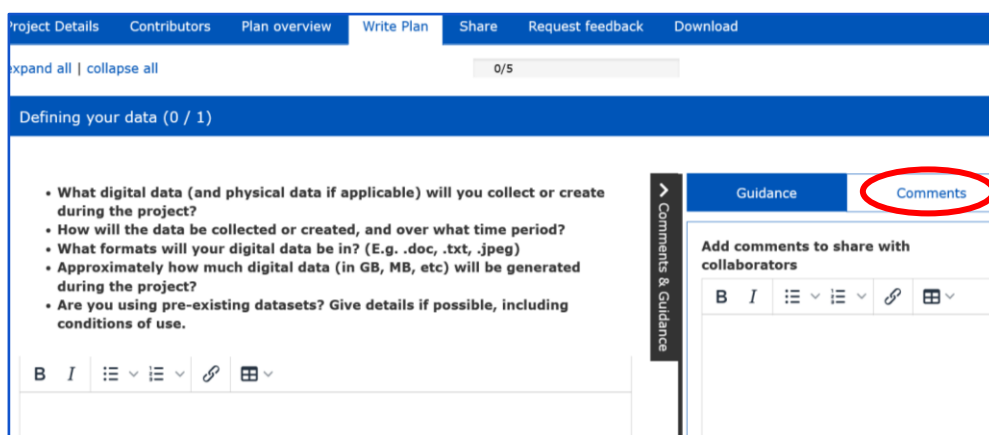 Project Details Contributors Plan overview Write Plan Share Request feedback Download
expand all | collapse all 0/5
Defining your data (0 / 1)
• What digital data (and physical data if applicable) will you collect or create
during the project?
• How will the data be collected or created, and over what time period?
• What formats will your digital data be in? (E.g. .doc, .txt, .jpeg)
• Approximately how much digital data (in GB, MB, etc) will be generated
during the project?
• Are you using pre-existing datasets? Give details if possible, including
conditions of use.
B I
Comments & Guidance
Guidance Comments
Add comments to share with
collaborators
B I